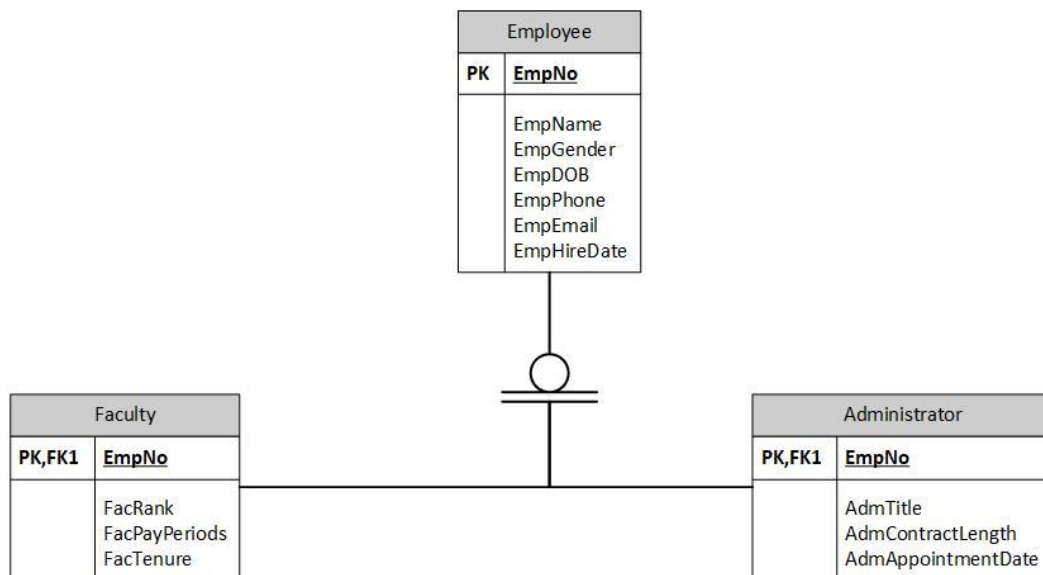 Employee
PK EmpNo
EmpName
EmpGender
EmpDOB
EmpPhone
EmpEmail
EmpHireDate
Faculty
PK,FK1 EmpNo
FacRank
FacPayPeriods
FacTenure
Administrator
PK,FK1 EmpNo
AdmTitle
AdmContractLength
AdmAppointmentDate